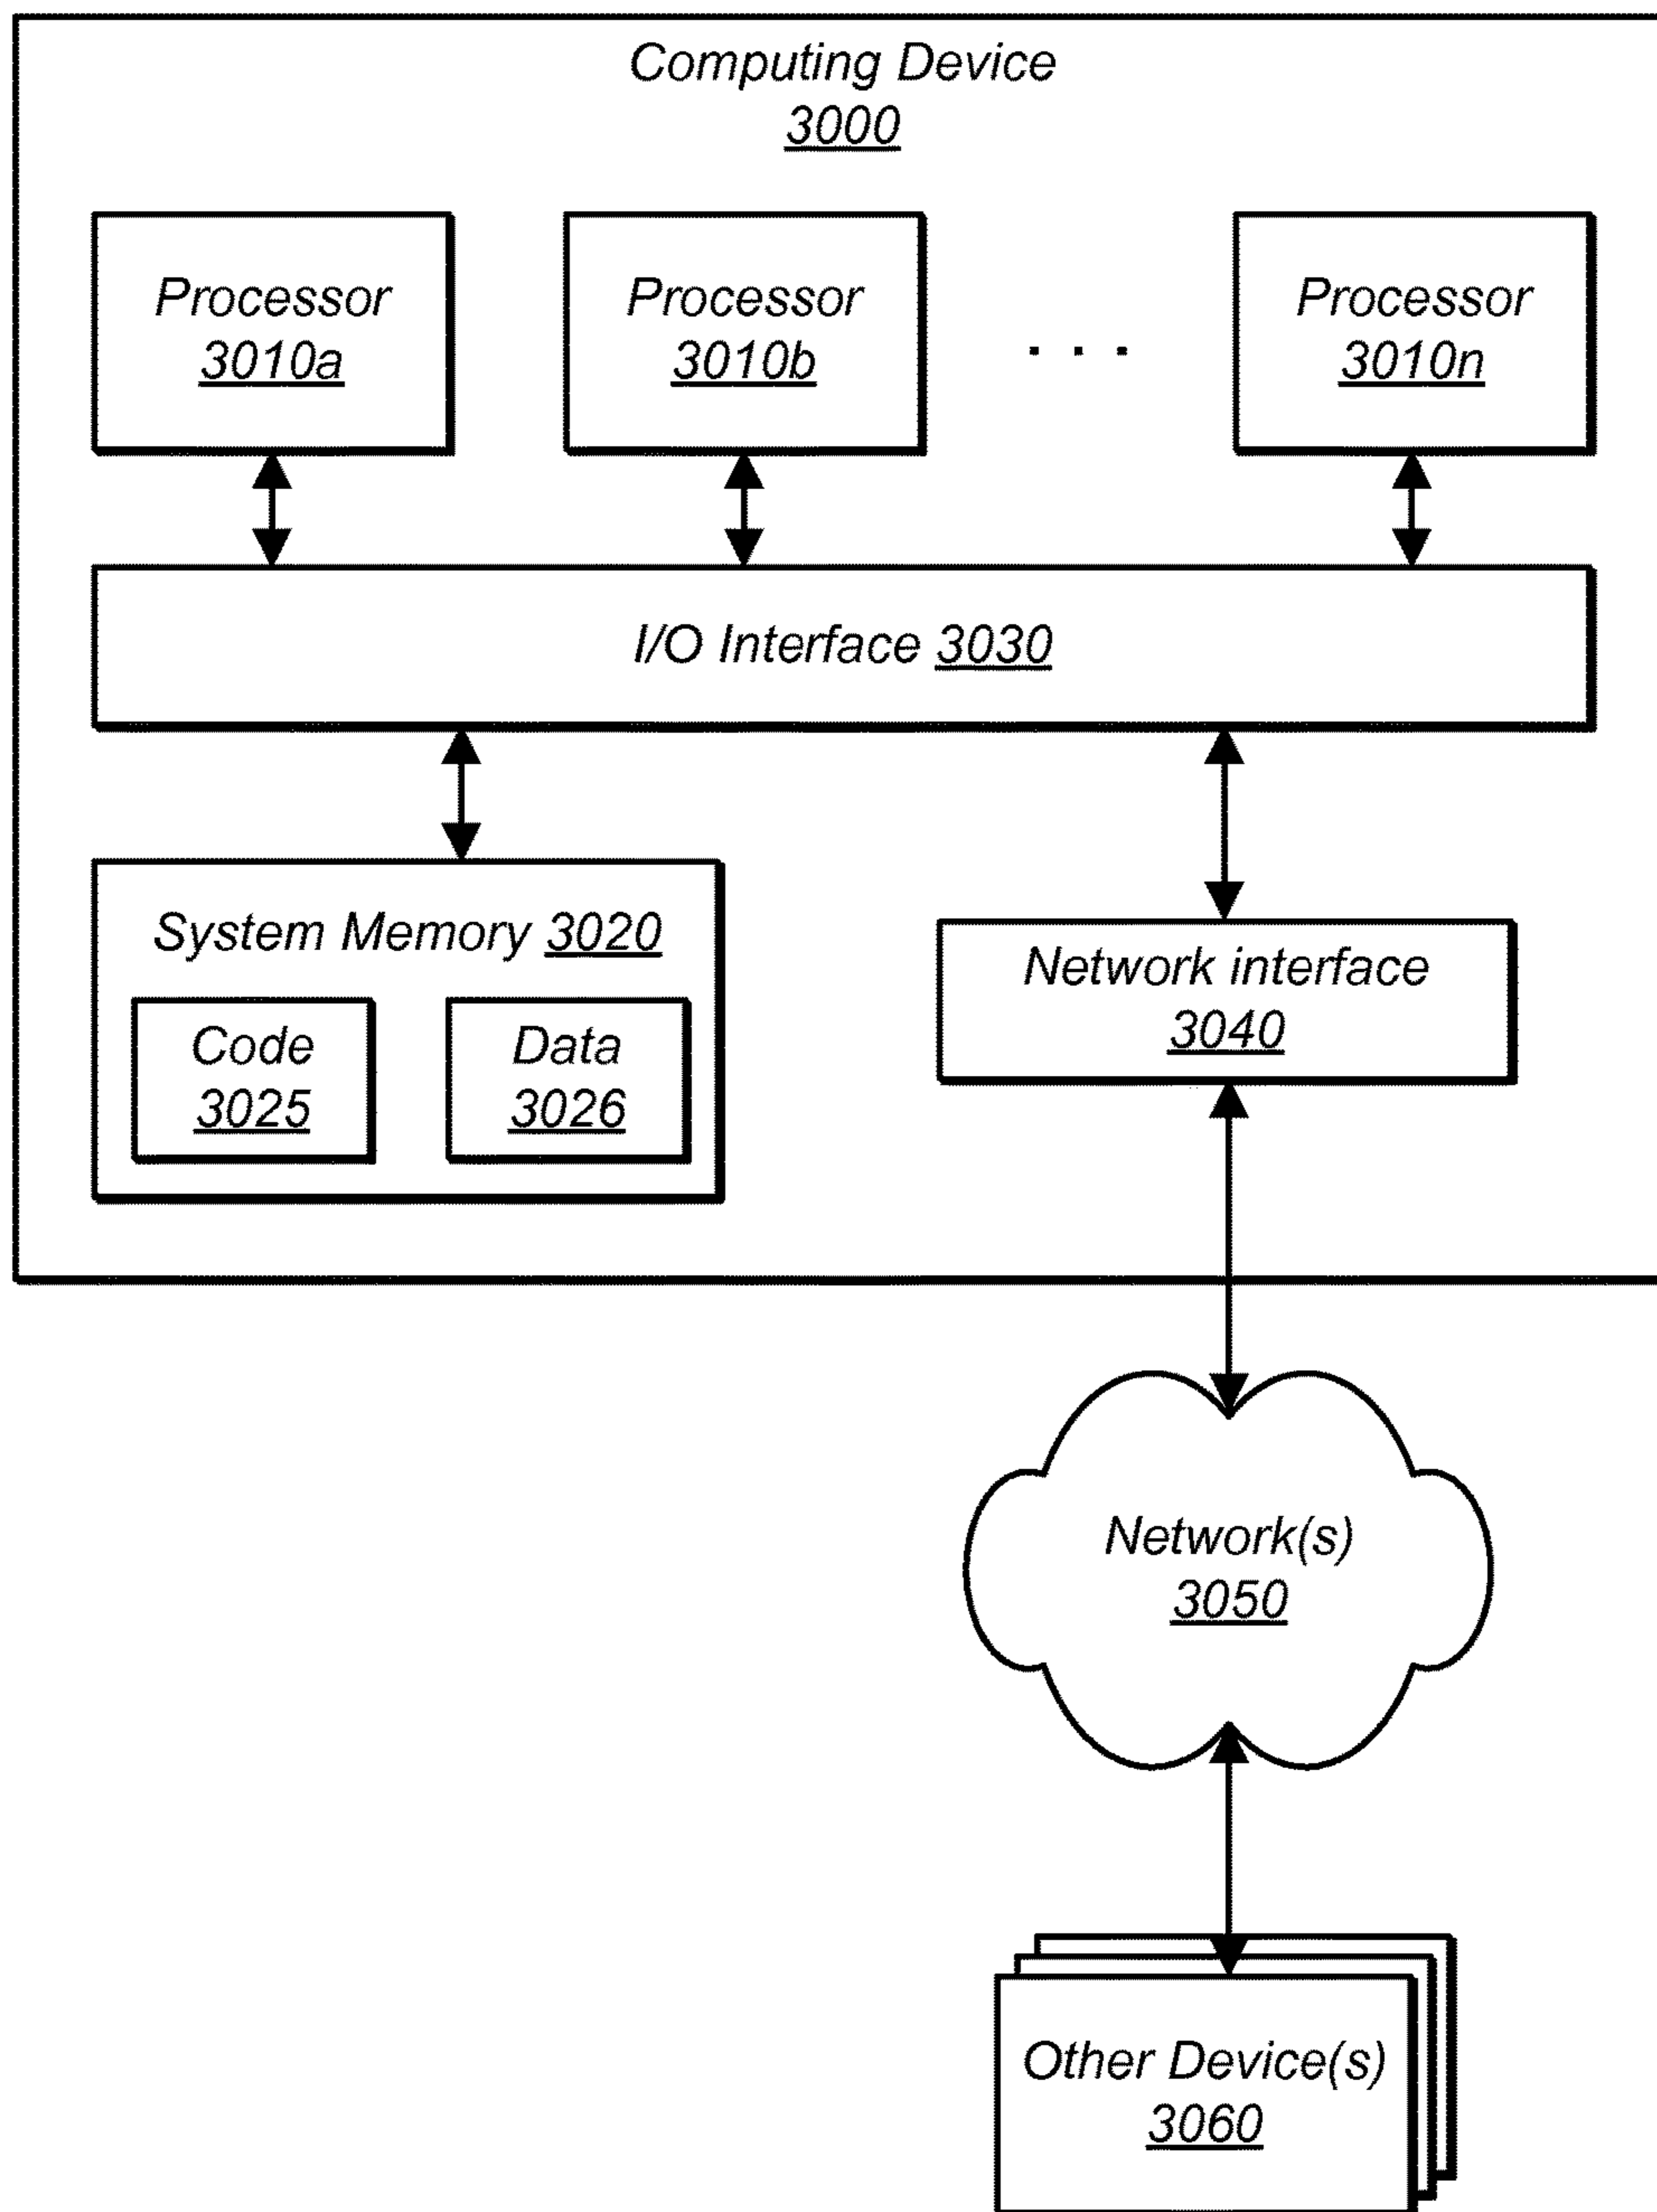 Computing Device
3000
Processor
3010a
Processor
3010b
. . .
Processor
3010n
I/O Interface 3030
System Memory 3020
Code
3025
Data
3026
Network interface
3040
Network(s)
3050
Other Device(s)
3060